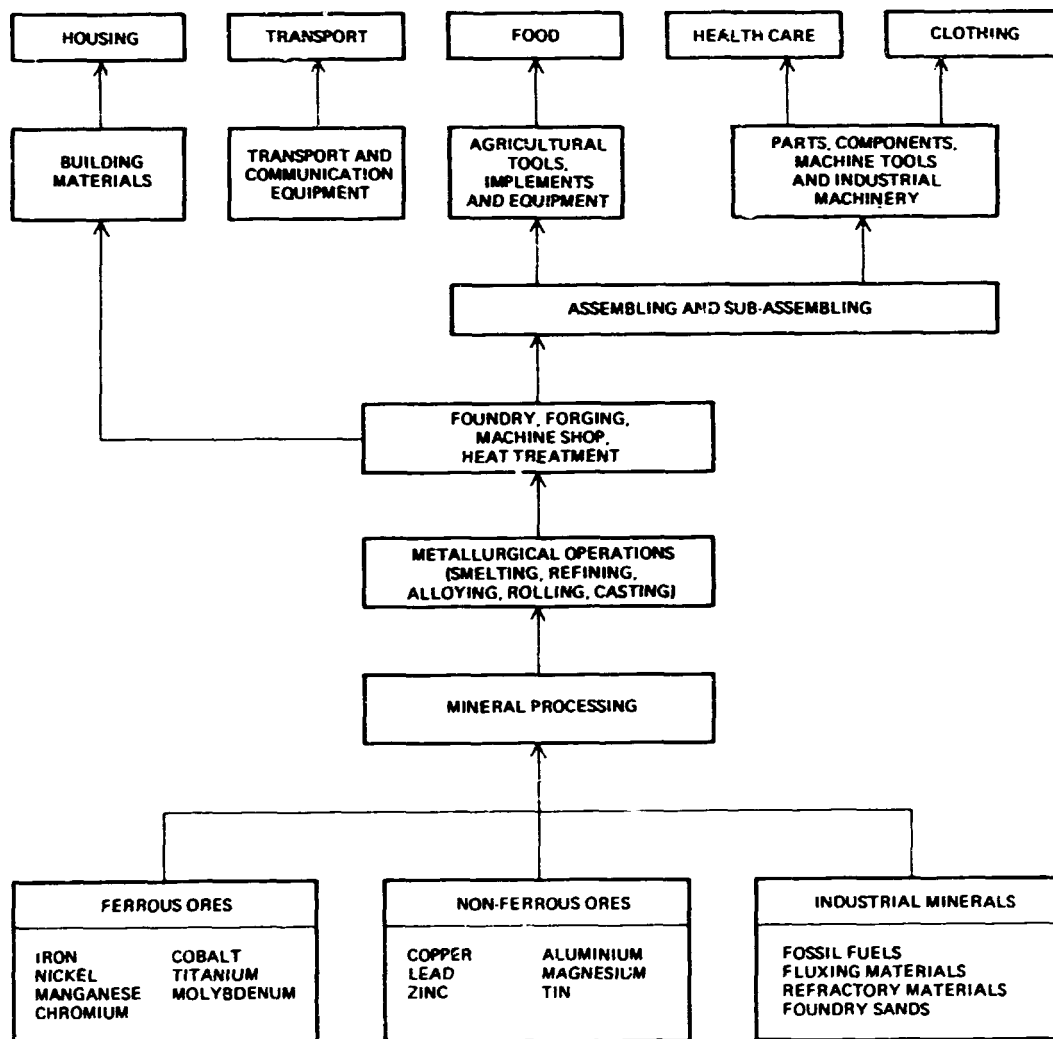 HOUSING
TRANSPORT
FOOD
HEALTH CARE
CLOTHING
BUILDING
MATERIALS
TRANSPORT AND
COMMUNICATION
EQUIPMENT
AGRICULTURAL
TOOLS,
IMPLEMENTS
AND EQUIPMENT
PARTS, COMPONENTS,
MACHINE TOOLS
AND INDUSTRIAL
MACHINERY
ASSEMBLING AND SUB-ASSEMBLING
FOUNDRY, FORGING,
MACHINE SHOP,
HEAT TREATMENT
METALLURGICAL OPERATIONS
(SMELTING, REFINING,
ALLOYING, ROLLING, CASTING)
MINERAL PROCESSING
FERROUS ORES
IRON
NICKEL
MANGANESE
CHROMIUM
COBALT
TITANIUM
MOLYBDENUM
NON-FERROUS ORES
COPPER
LEAD
ZINC
ALUMINIUM
MAGNESIUM
TIN
INDUSTRIAL MINERALS
FOSSIL FUELS
FLUXING MATERIALS
REFRACTORY MATERIALS
FOUNDRY SANDS